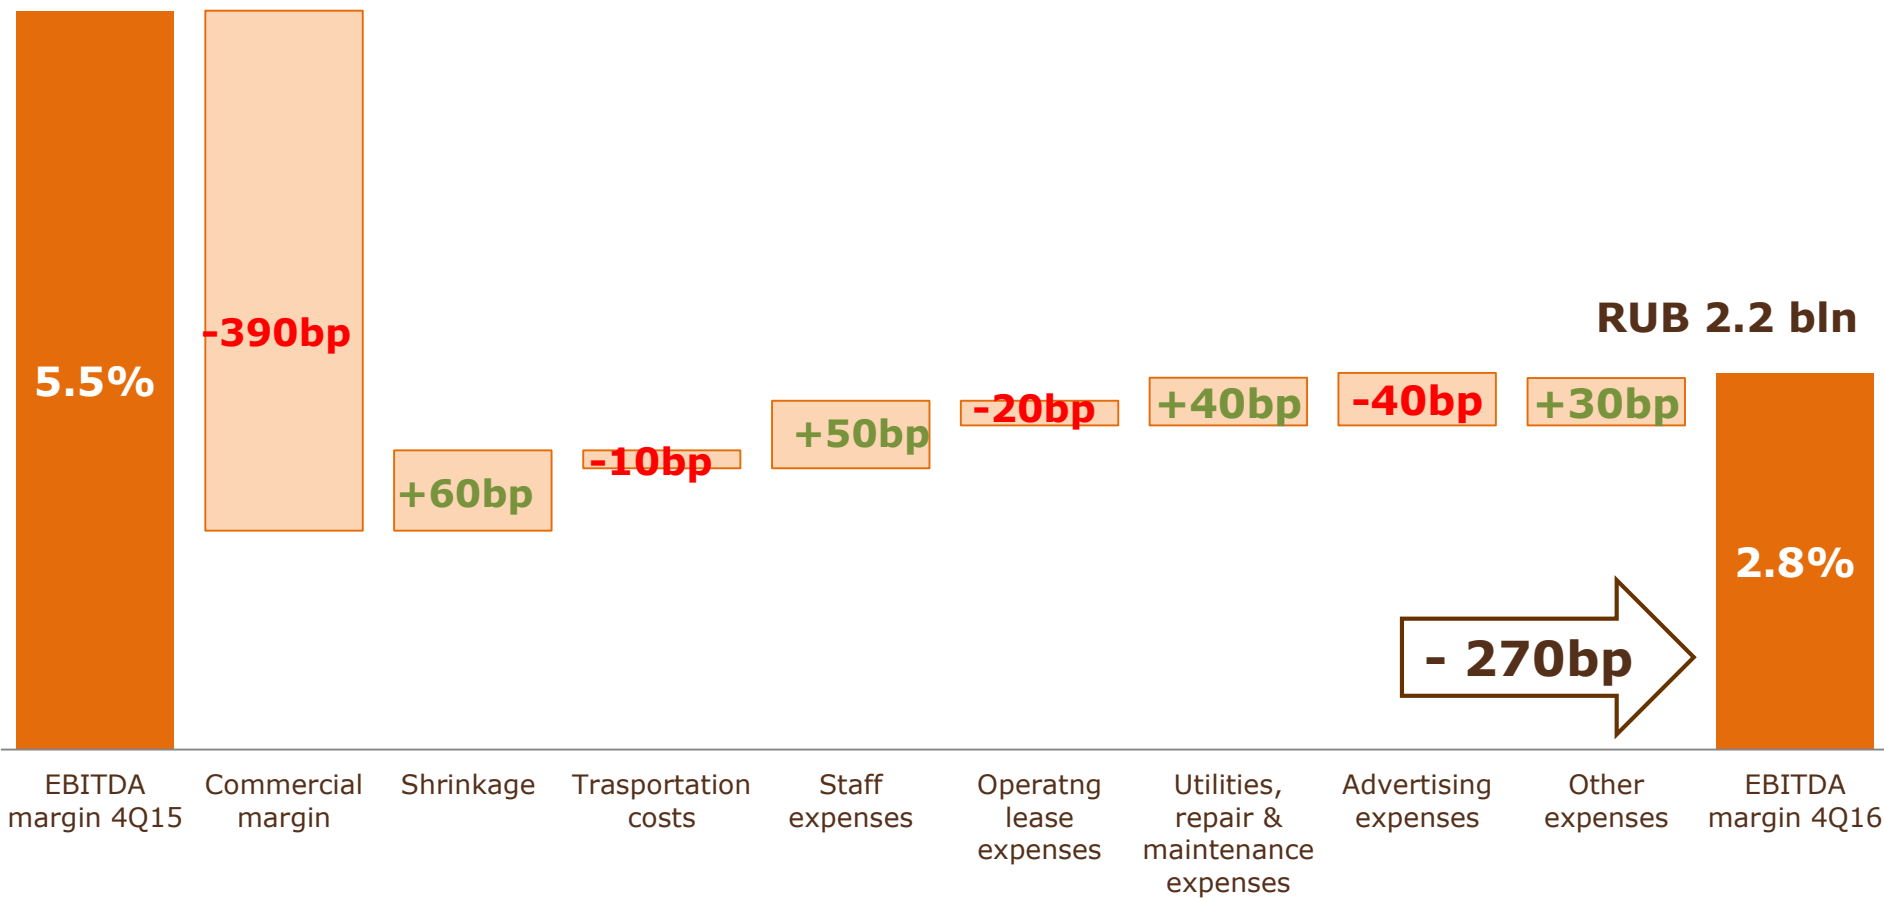 RUB 2.2 bln
5.5%
-390bp
+60bp
-10bp
+50bp
-20bp
+40bp
-40bp
+30bp
2.8%
- 270bp
EBITDA
margin 4Q15
Commercial
margin
Shrinkage
Trasportation
costs
Staff
expenses
Operatng
lease
expenses
Utilities,
repair &
maintenance
expenses
Advertising
expenses
Other
expenses
EBITDA
margin 4Q16